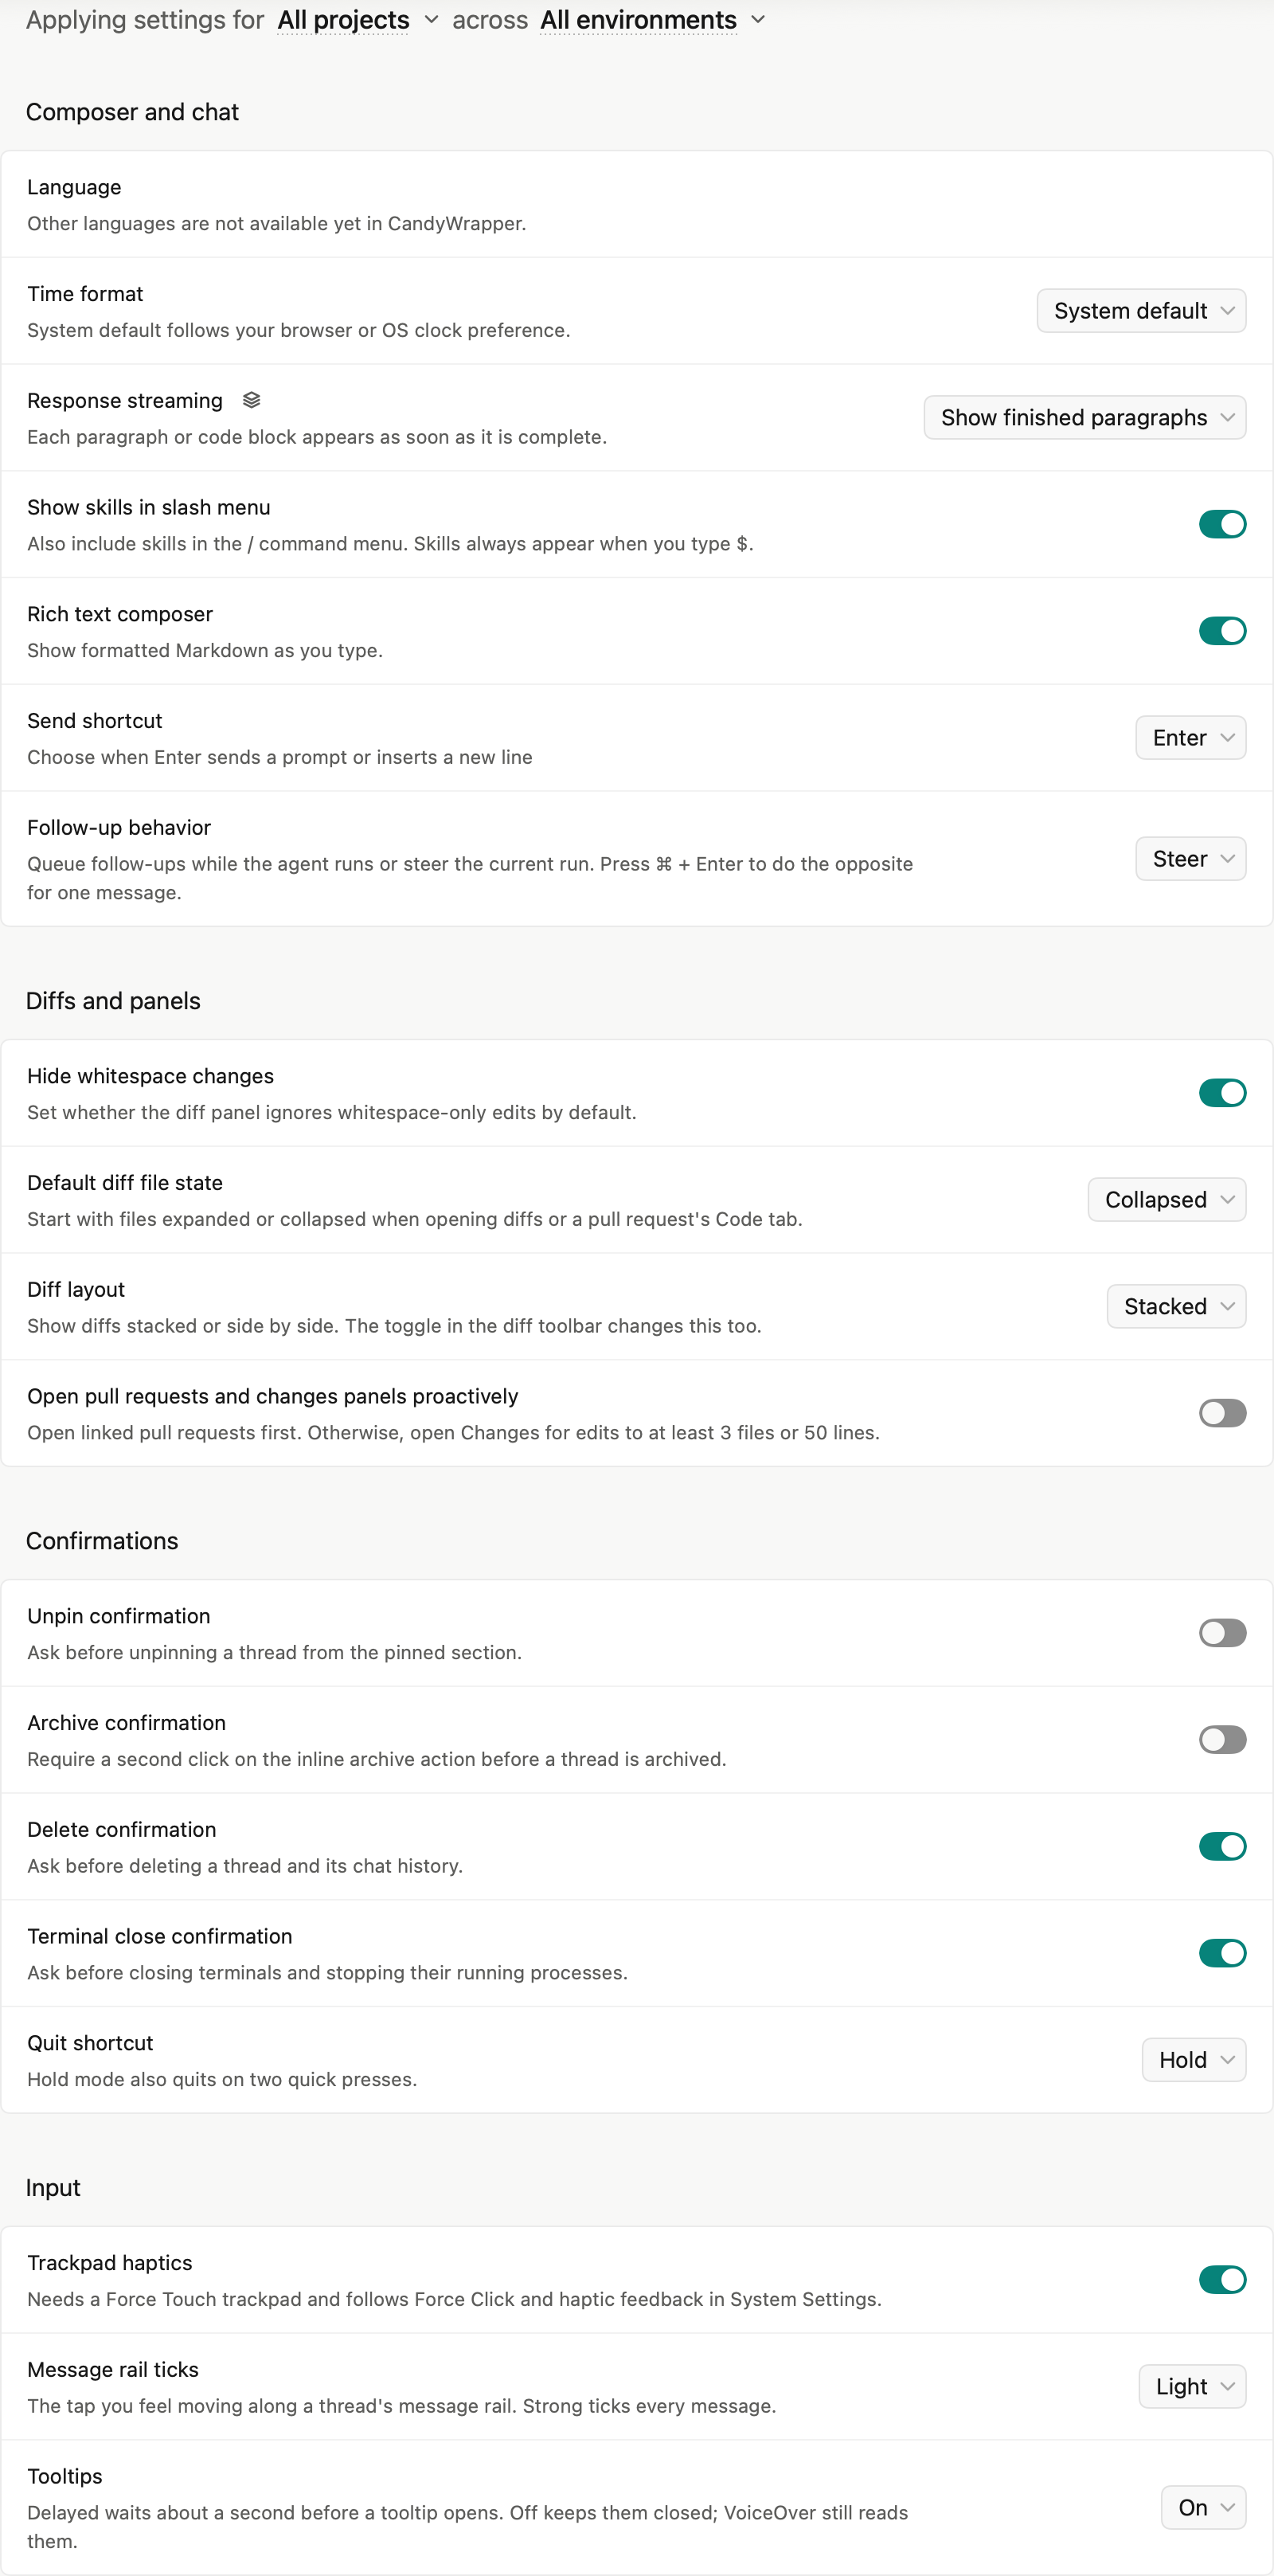 Applying settings for All projects across All environments
Composer and chat
Language
Other languages are not available yet in CandyWrapper.
Time format
System default follows your browser or OS clock preference.
System default
Response streaming
Each paragraph or code block appears as soon as it is complete.
Show finished paragraphs
Show skills in slash menu
Also include skills in the / command menu. Skills always appear when you type $.
Rich text composer
Show formatted Markdown as you type.
Send shortcut
Choose when Enter sends a prompt or inserts a new line
Enter
Follow-up behavior
Queue follow-ups while the agent runs or steer the current run. Press ⌘ + Enter to do the opposite
for one message.
Steer
Diffs and panels
Hide whitespace changes
Set whether the diff panel ignores whitespace-only edits by default.
Default diff file state
Start with files expanded or collapsed when opening diffs or a pull request's Code tab.
Collapsed
Diff layout
Show diffs stacked or side by side. The toggle in the diff toolbar changes this too.
Stacked
Open pull requests and changes panels proactively
Open linked pull requests first. Otherwise, open Changes for edits to at least 3 files or 50 lines.
Confirmations
Unpin confirmation
Ask before unpinning a thread from the pinned section.
Archive confirmation
Require a second click on the inline archive action before a thread is archived.
Delete confirmation
Ask before deleting a thread and its chat history.
Terminal close confirmation
Ask before closing terminals and stopping their running processes.
Quit shortcut
Hold mode also quits on two quick presses.
Hold
Input
Trackpad haptics
Needs a Force Touch trackpad and follows Force Click and haptic feedback in System Settings.
Message rail ticks
The tap you feel moving along a thread's message rail. Strong ticks every message.
Light
Tooltips
Delayed waits about a second before a tooltip opens. Off keeps them closed; VoiceOver still reads
them.
On